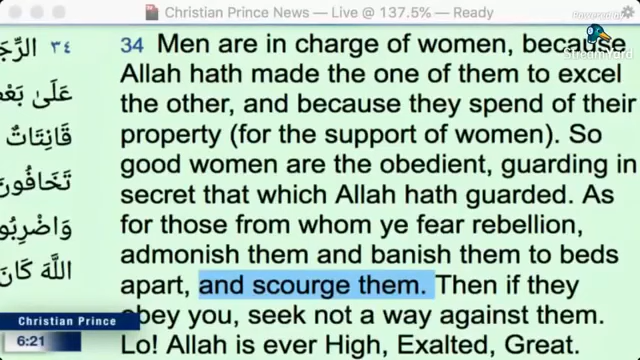 Christian Prince News — Live @ 137.5% — Ready
Powered by
StreamYard
34 Men are in charge of women, because
Allah hath made the one of them to excel
the other, and because they spend of their
property (for the support of women). So
good women are the obedient, guarding in
secret that which Allah hath guarded. As
for those from whom ye fear rebellion,
admonish them and banish them to beds
apart, and scourge them. Then if they
obey you, seek not a way against them.
Lo! Allah is ever High, Exalted, Great.
٣٤
عَلَىٰ
قَانِتَاتٌ
تَخَافُونَ
اللَّهَ كَانَ
Christian Prince
6:21